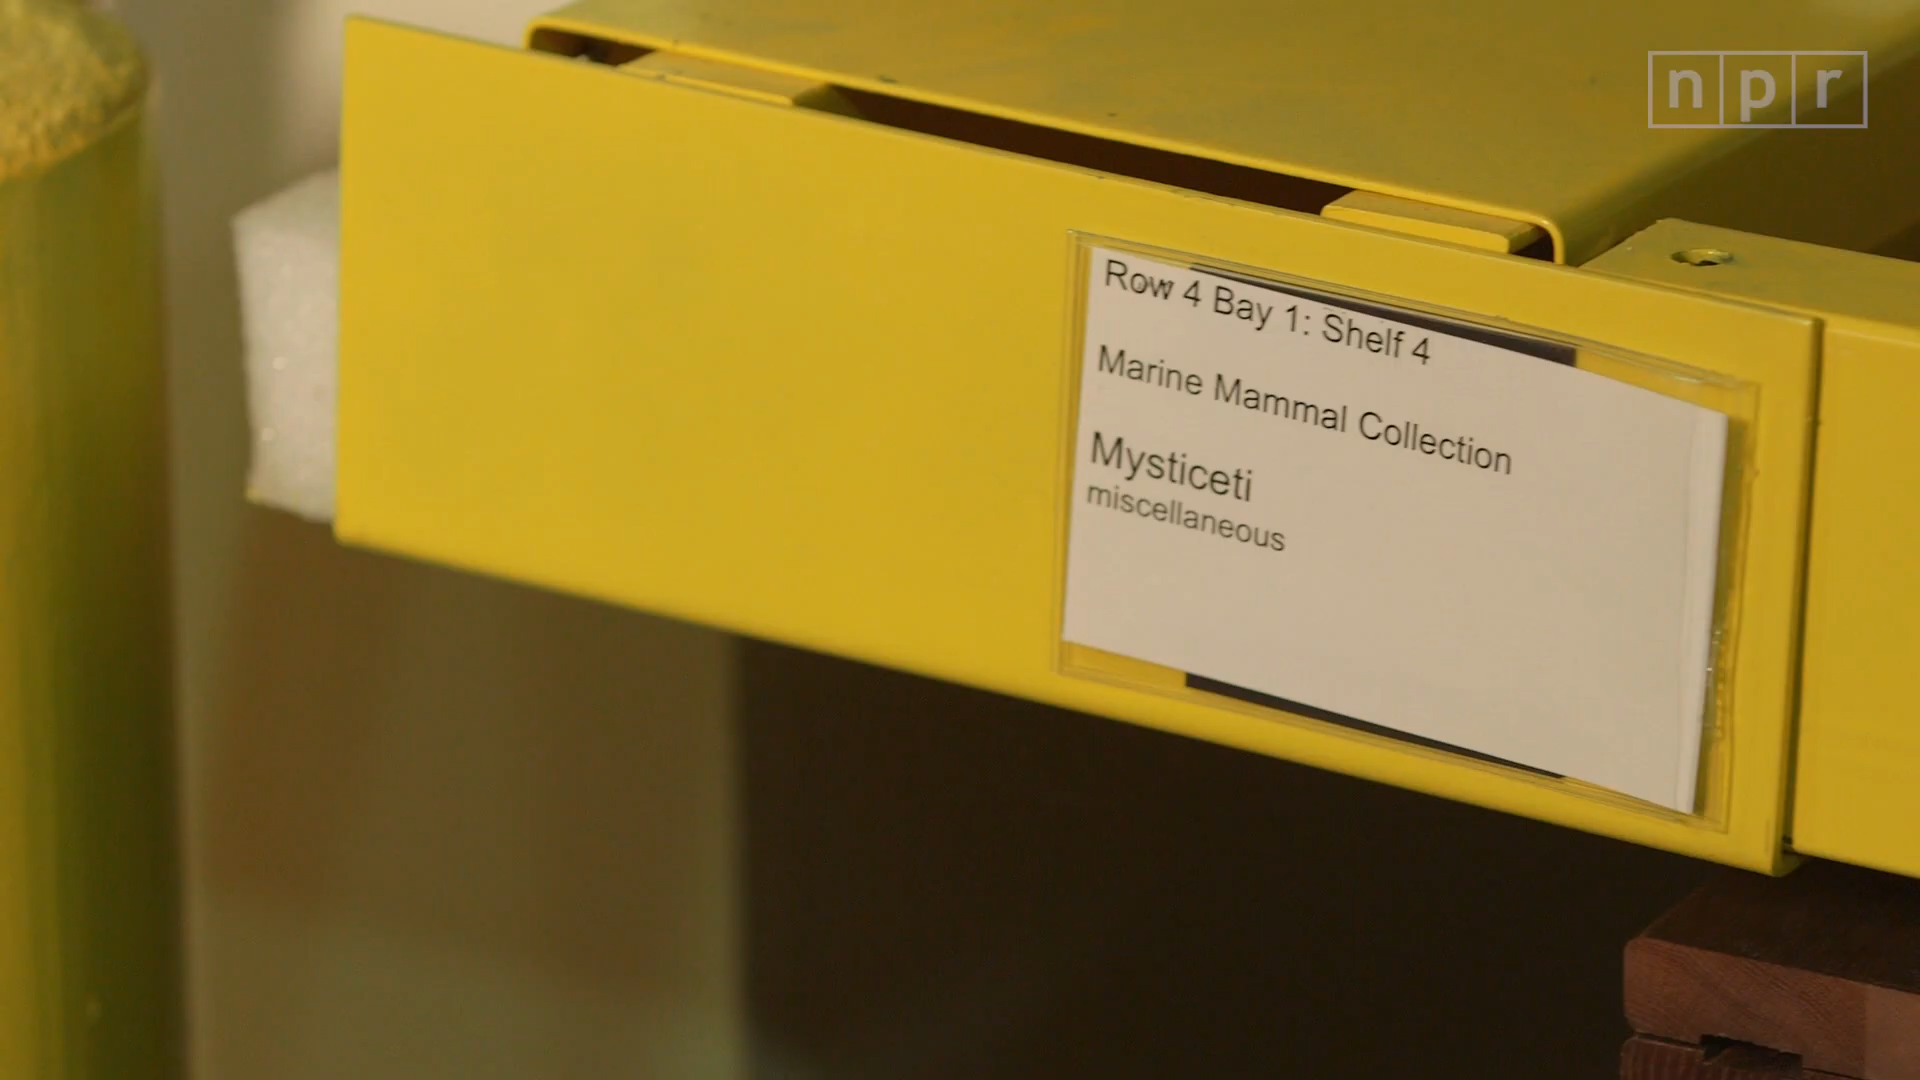 npr
Row 4 Bay 1: Shelf 4
Marine Mammal Collection
Mysticeti
miscellaneous